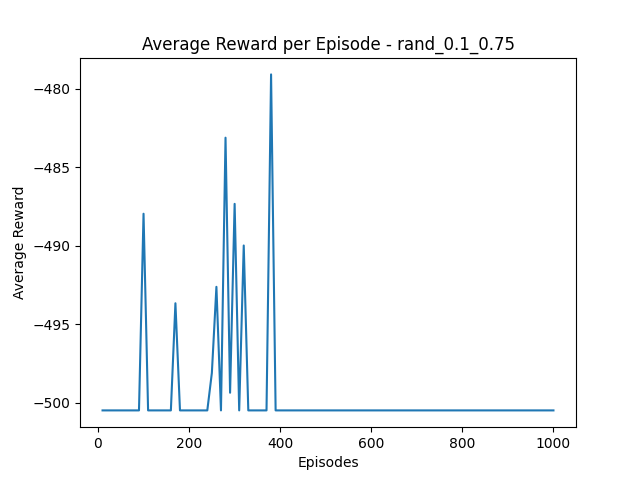 Average Reward per Episode - rand_0.1_0.75
Average Reward
−480
−485
−490
−495
−500
0 200 400 600 800 1000
Episodes